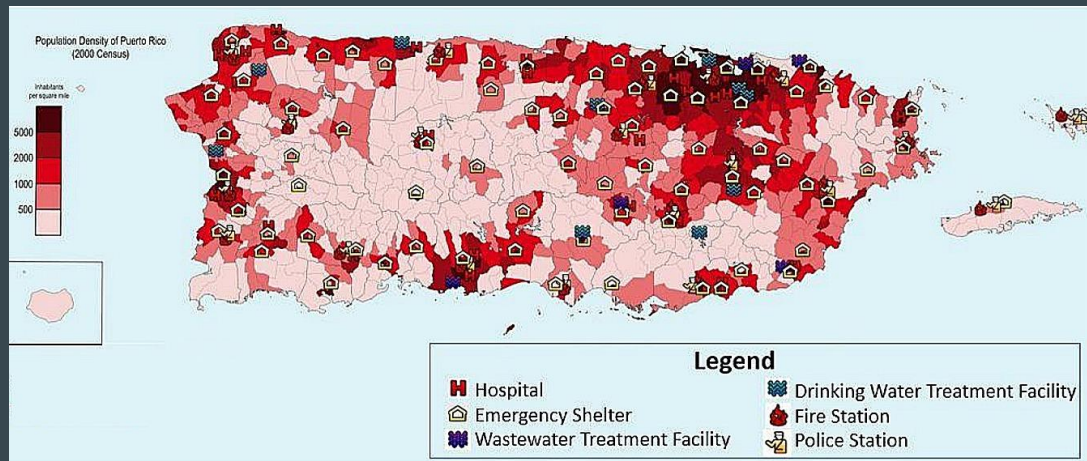 Population Density of Puerto Rico
(2000 Census)
Inhabitants
per square mile
5000
2000
1000
500
Legend
Hospital
Emergency Shelter
Wastewater Treatment Facility
Drinking Water Treatment Facility
Fire Station
Police Station